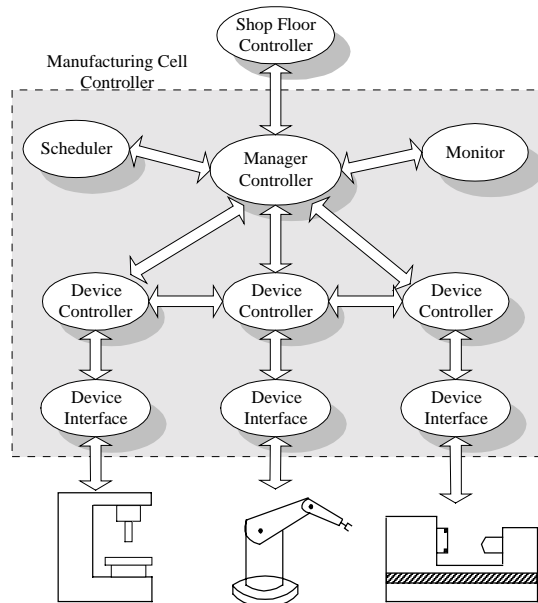 Shop Floor
Controller
Manufacturing Cell
Controller
Scheduler
Manager
Controller
Monitor
Device
Controller
Device
Controller
Device
Controller
Device
Interface
Device
Interface
Device
Interface